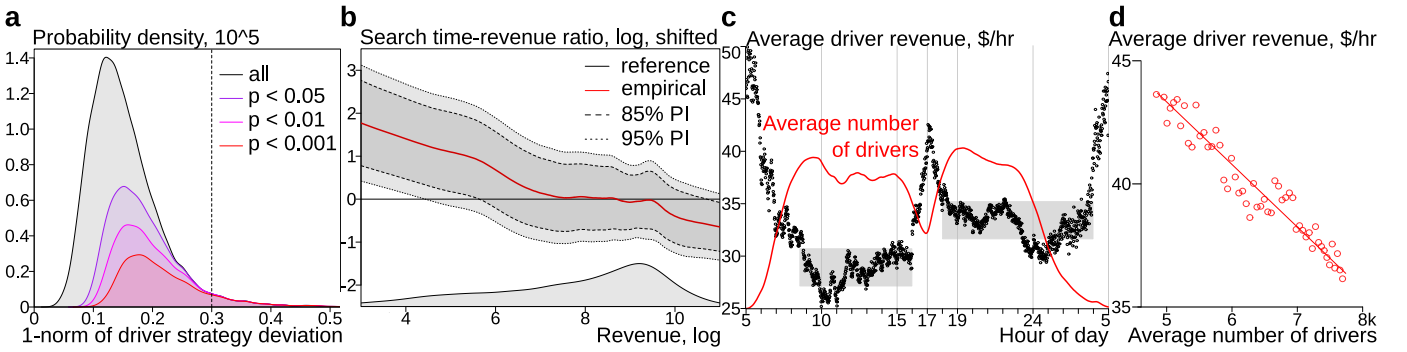 a
Probability density, 10^5
1.4
1.2
1.0
0.8
0.6
0.4
0.2
0
0 0.1 0.2 0.3 0.4 0.5
all
p < 0.05
p < 0.01
p < 0.001
1-norm of driver strategy deviation
b
Search time-revenue ratio, log, shifted
3
2
1
0
-1
-2
4 6 8 10
reference
empirical
85% PI
95% PI
Revenue, log
c
Average driver revenue, $/hr
50
45
40
35
30
25
Average number
of drivers
5 10 15 17 19 24 5
Hour of day
d
Average driver revenue, $/hr
45
40
35
5 6 7 8k
Average number of drivers